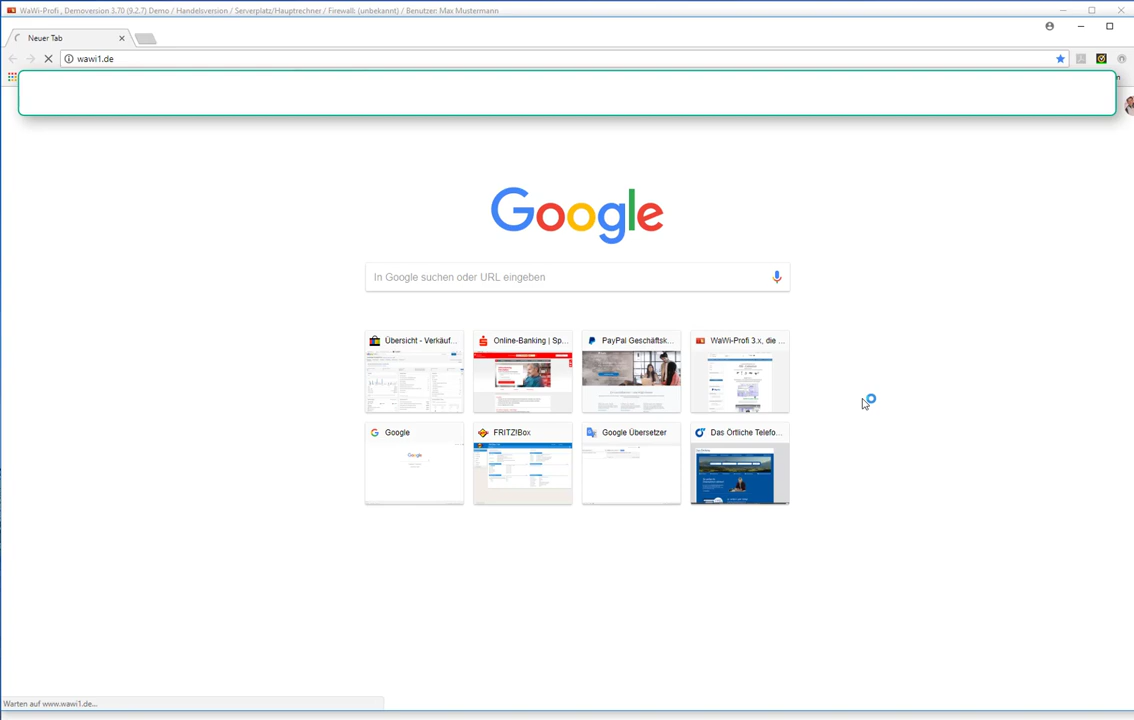 WaWi-Profi , Demoversion 3.70 (9.2.7) Demo / Handelsversion / Serverplatz/Hauptrechner / Firewall: (unbekannt) / Benutzer: Max Mustermann
Neuer Tab
wawi1.de
Google
In Google suchen oder URL eingeben
Übersicht - Verkäuf...
Online-Banking | Sp...
PayPal Geschäftsk...
WaWi-Profi 3.x, die ...
Google
FRITZ!Box
Google Übersetzer
Das Örtliche Telefo...
Warten auf www.wawi1.de...